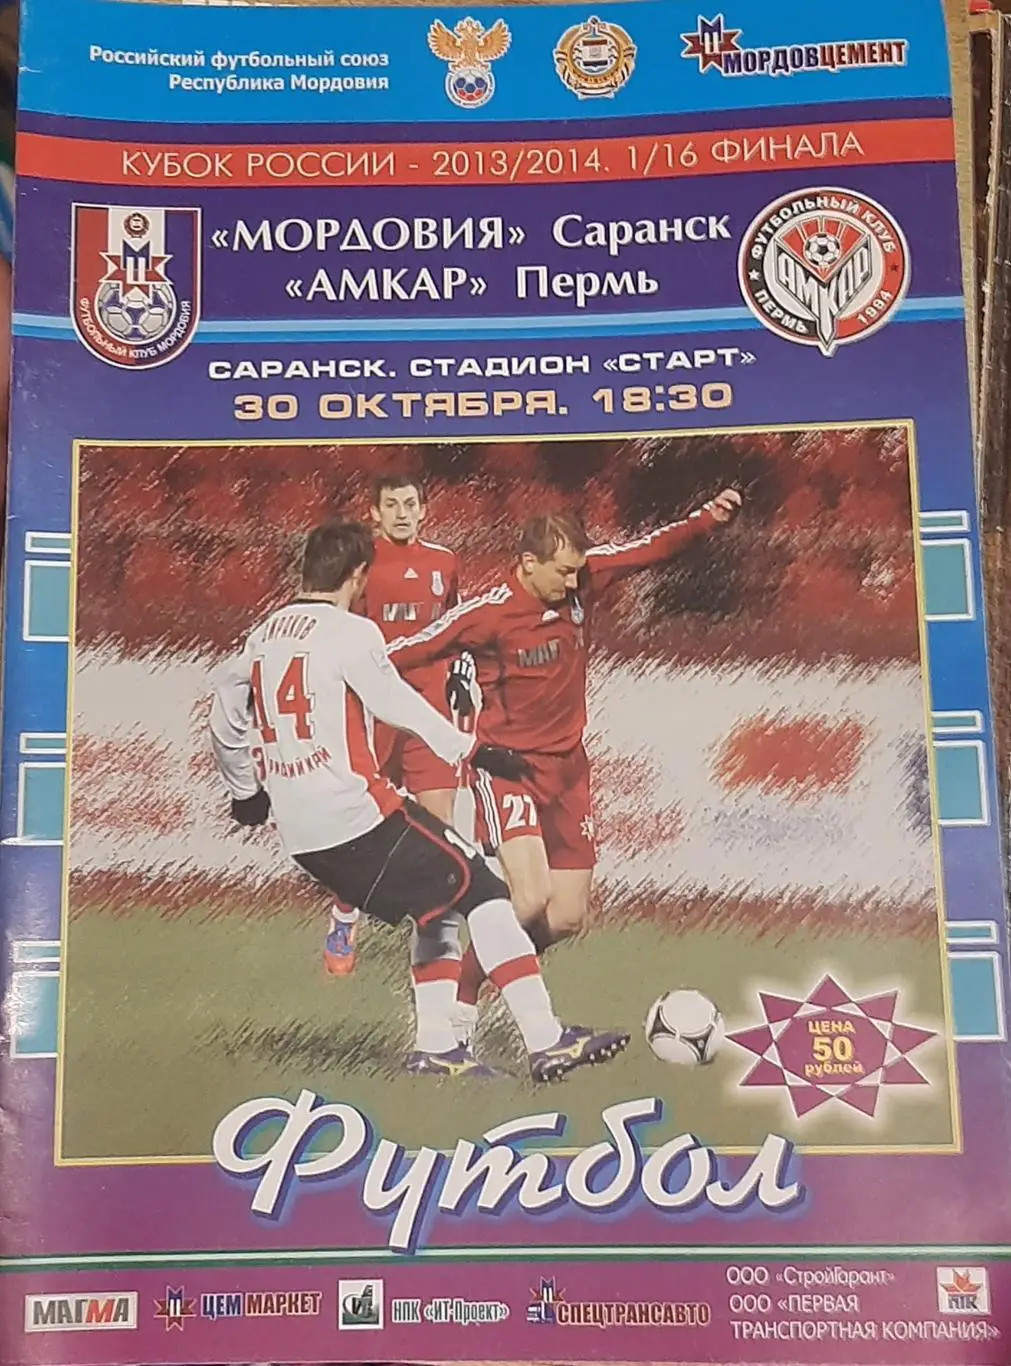 Российский футбольный союз
Республика Мордовия
МОРДОВЦЕМЕНТ
КУБОК РОССИИ - 2013/2014. 1/16 ФИНАЛА
«МОРДОВИЯ» Саранск
«АМКАР» Пермь
ФУТБОЛЬНЫЙ КЛУБ МОРДОВИЯ
ФУТБОЛЬНЫЙ КЛУБ
АМКАР
ПЕРМЬ 1994
САРАНСК. СТАДИОН «СТАРТ»
30 ОКТЯБРЯ. 18:30
14
27
ЦЕНА
50
рублей
Футбол
МАГМА
ЦЕММАРКЕТ
НПК «ИТ-Проект»
СПЕЦТРАНСАВТО
ООО «СтройГарант»
ООО «ПЕРВАЯ
ТРАНСПОРТНАЯ КОМПАНИЯ»
ПТК